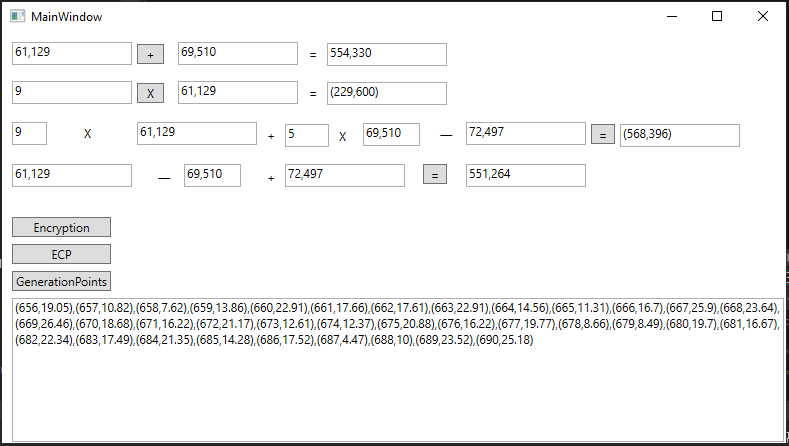 MainWindow
61,129 + 69,510 = 554,330
9 X 61,129 = (229,600)
9 X 61,129 + 5 X 69,510 — 72,497 = (568,396)
61,129 — 69,510 + 72,497 = 551,264
Encryption
ECP
GenerationPoints
(656,19.05),(657,10.82),(658,7.62),(659,13.86),(660,22.91),(661,17.66),(662,17.61),(663,22.91),(664,14.56),(665,11.31),(666,16.7),(667,25.9),(668,23.64),
(669,26.46),(670,18.68),(671,16.22),(672,21.17),(673,12.61),(674,12.37),(675,20.88),(676,16.22),(677,19.77),(678,8.66),(679,8.49),(680,19.7),(681,16.67),
(682,22.34),(683,17.49),(684,21.35),(685,14.28),(686,17.52),(687,4.47),(688,10),(689,23.52),(690,25.18)